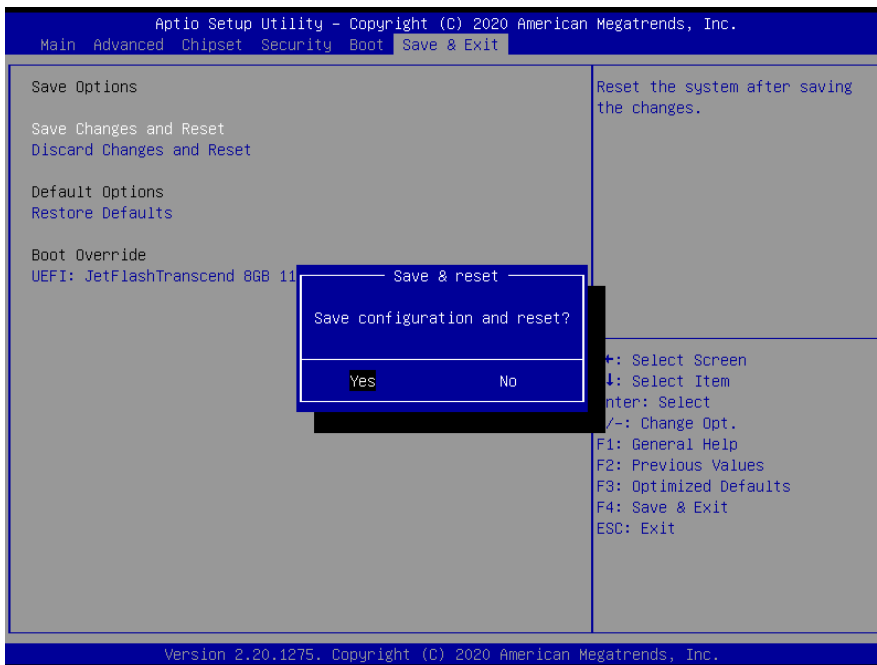 Aptio Setup Utility – Copyright (C) 2020 American Megatrends, Inc.
Main Advanced Chipset Security Boot Save & Exit
Save Options
Save Changes and Reset
Discard Changes and Reset
Default Options
Restore Defaults
Boot Override
UEFI: JetFlashTranscend 8GB 11
Save & reset
Save configuration and reset?
Yes No
Reset the system after saving
the changes.
: Select Screen
: Select Item
nter: Select
/-: Change Opt.
F1: General Help
F2: Previous Values
F3: Optimized Defaults
F4: Save & Exit
ESC: Exit
Version 2.20.1275. Copyright (C) 2020 American Megatrends, Inc.